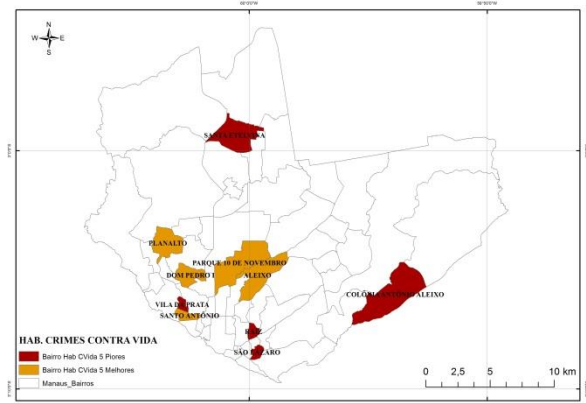 N
W E
S
SANTA ETELVINA
PLANALTO
PARQUE 10 DE NOVEMBRO
DOM PEDRO I
ALEIXO
COLÔNIA ANTÔNIO ALEIXO
VILA DA PRATA
SANTO ANTÔNIO
RAIZ
SÃO LÁZARO
HAB. CRIMES CONTRA VIDA
Bairro Hab CVida 5 Piores
Bairro Hab CVida 5 Melhores
Manaus_Bairros
0 2,5 5 10 km